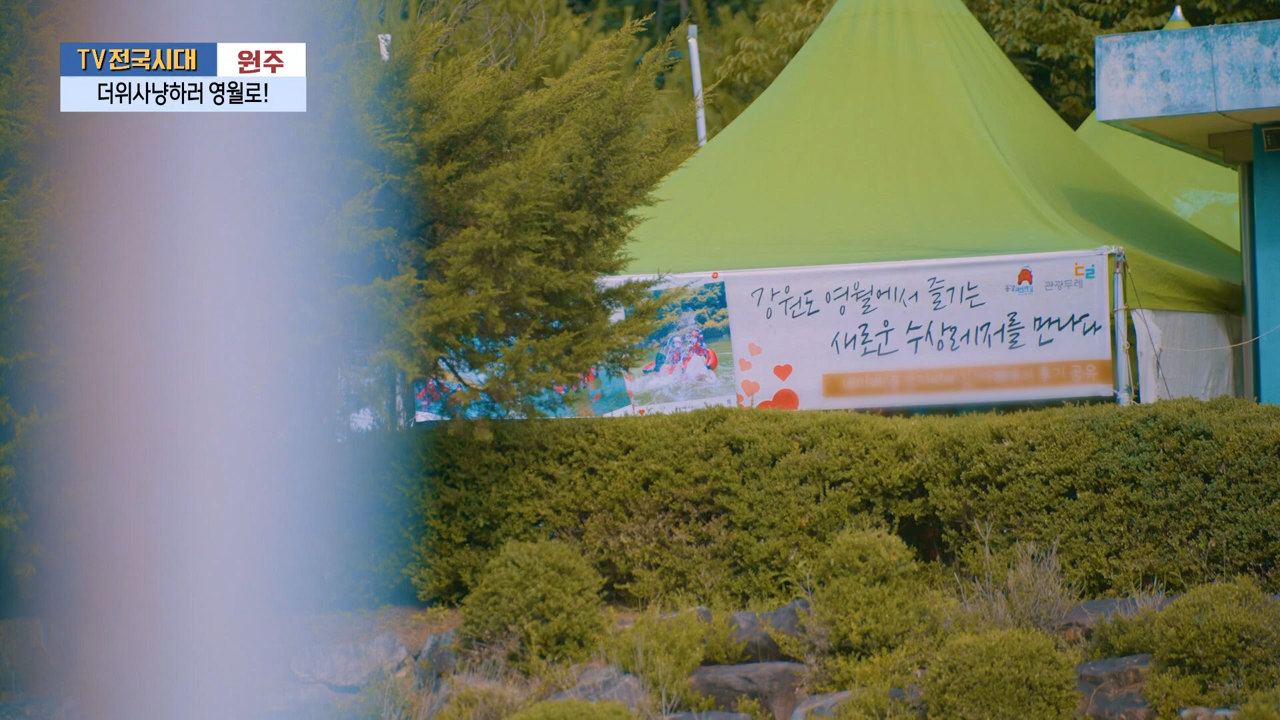 TV전국시대 원주
더위사냥하러 영월로!
강원도 영월에서 즐기는
새로운 수상레저를 만나다
관광두레